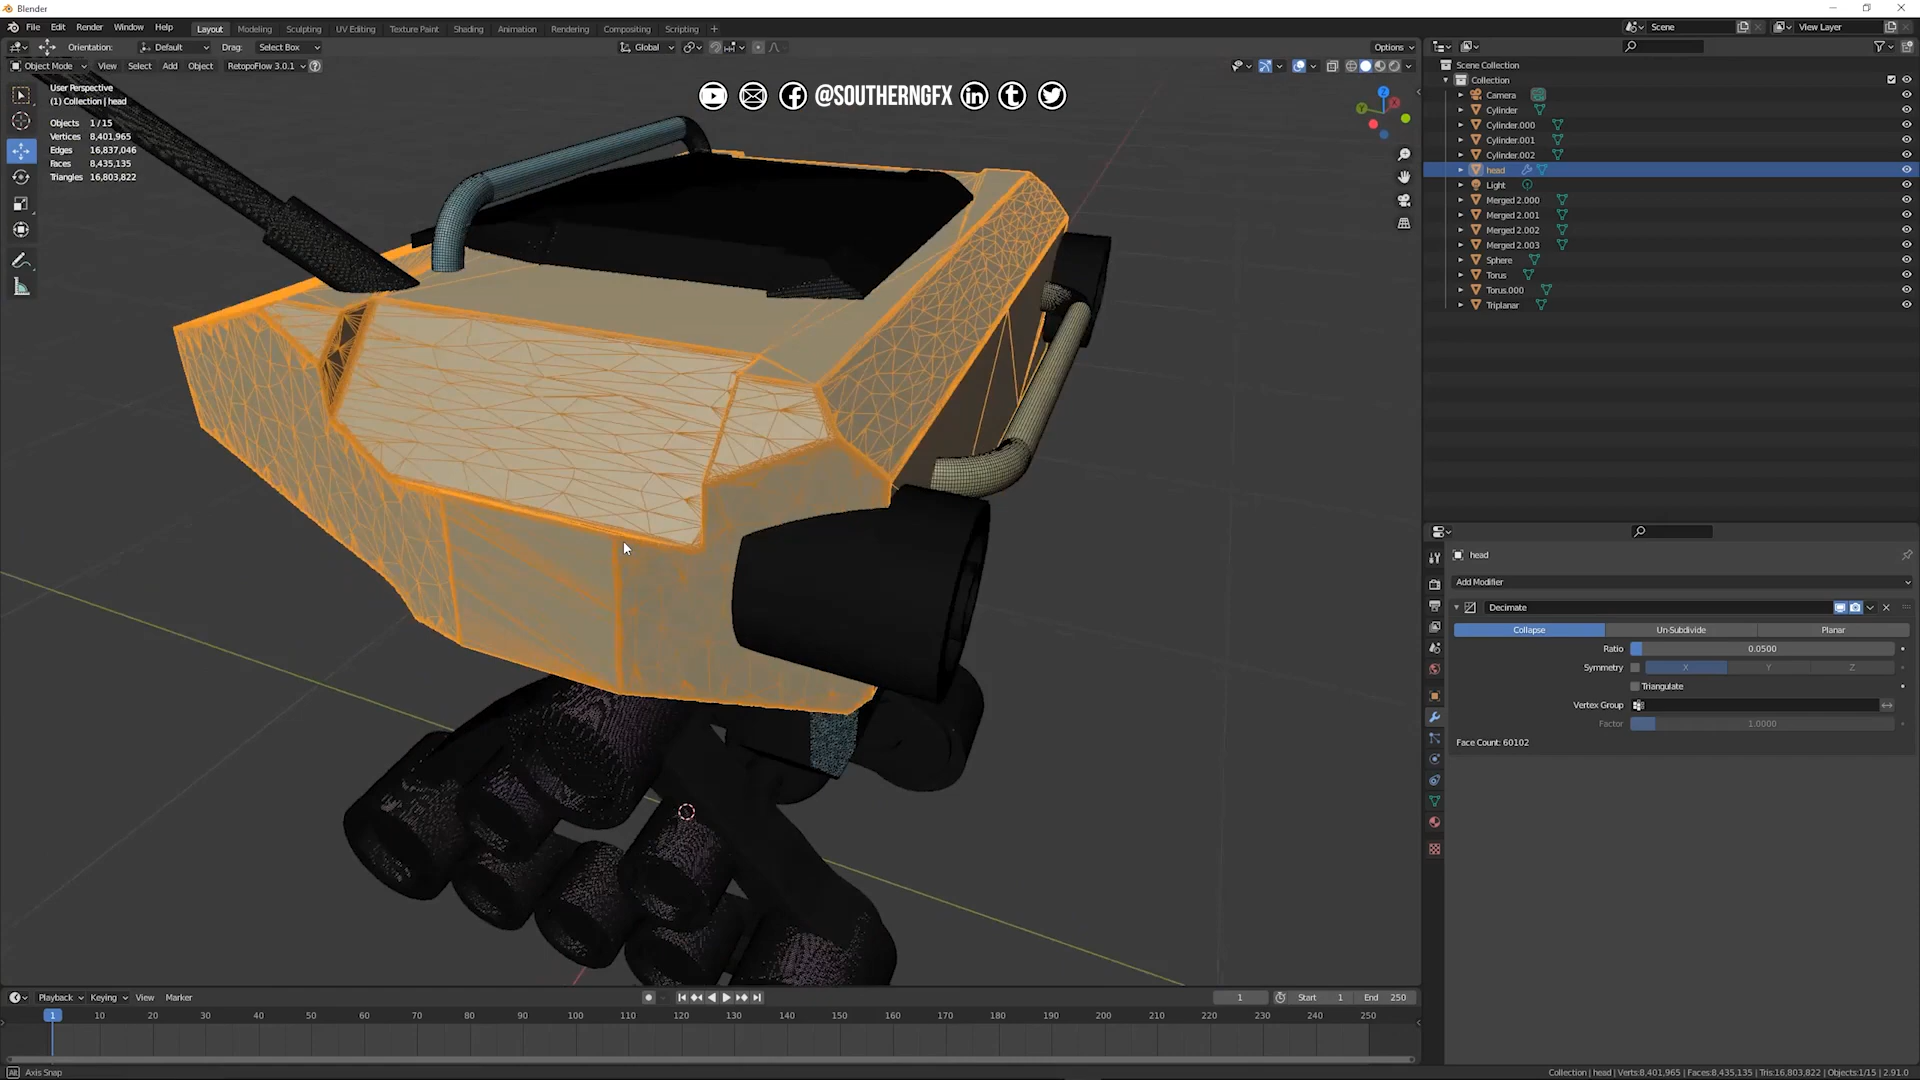 Blender
File Edit Render Window Help
Layout Modeling Sculpting UV Editing Texture Paint Shading Animation Rendering Compositing Scripting +
Scene
View Layer
Orientation: Default Drag: Select Box
Global
Options
Object Mode View Select Add Object RetopoFlow 3.0.1
User Perspective
(1) Collection | head
Objects 1/15
Vertices 8,401,965
Edges 16,837,046
Faces 8,435,135
Triangles 16,803,822
@SOUTHERNGFX
Scene Collection
Collection
Camera
Cylinder
Cylinder.000
Cylinder.001
Cylinder.002
head
Light
Merged 2.000
Merged 2.001
Merged 2.002
Merged 2.003
Sphere
Torus
Torus.000
Triplanar
head
Add Modifier
Decimate
Collapse Un-Subdivide Planar
Ratio 0.0500
Symmetry X Y Z
Triangulate
Vertex Group
Factor 1.0000
Face Count: 60102
Playback Keying View Marker
1 Start 1 End 250
1 10 20 30 40 50 60 70 80 90 100 110 120 130 140 150 160 170 180 190 200 210 220 230 240 250
Alt Axis Snap
Collection | head | Verts:8,401,965 | Faces:8,435,135 | Tris:16,803,822 | Objects:1/15 | 2.91.0